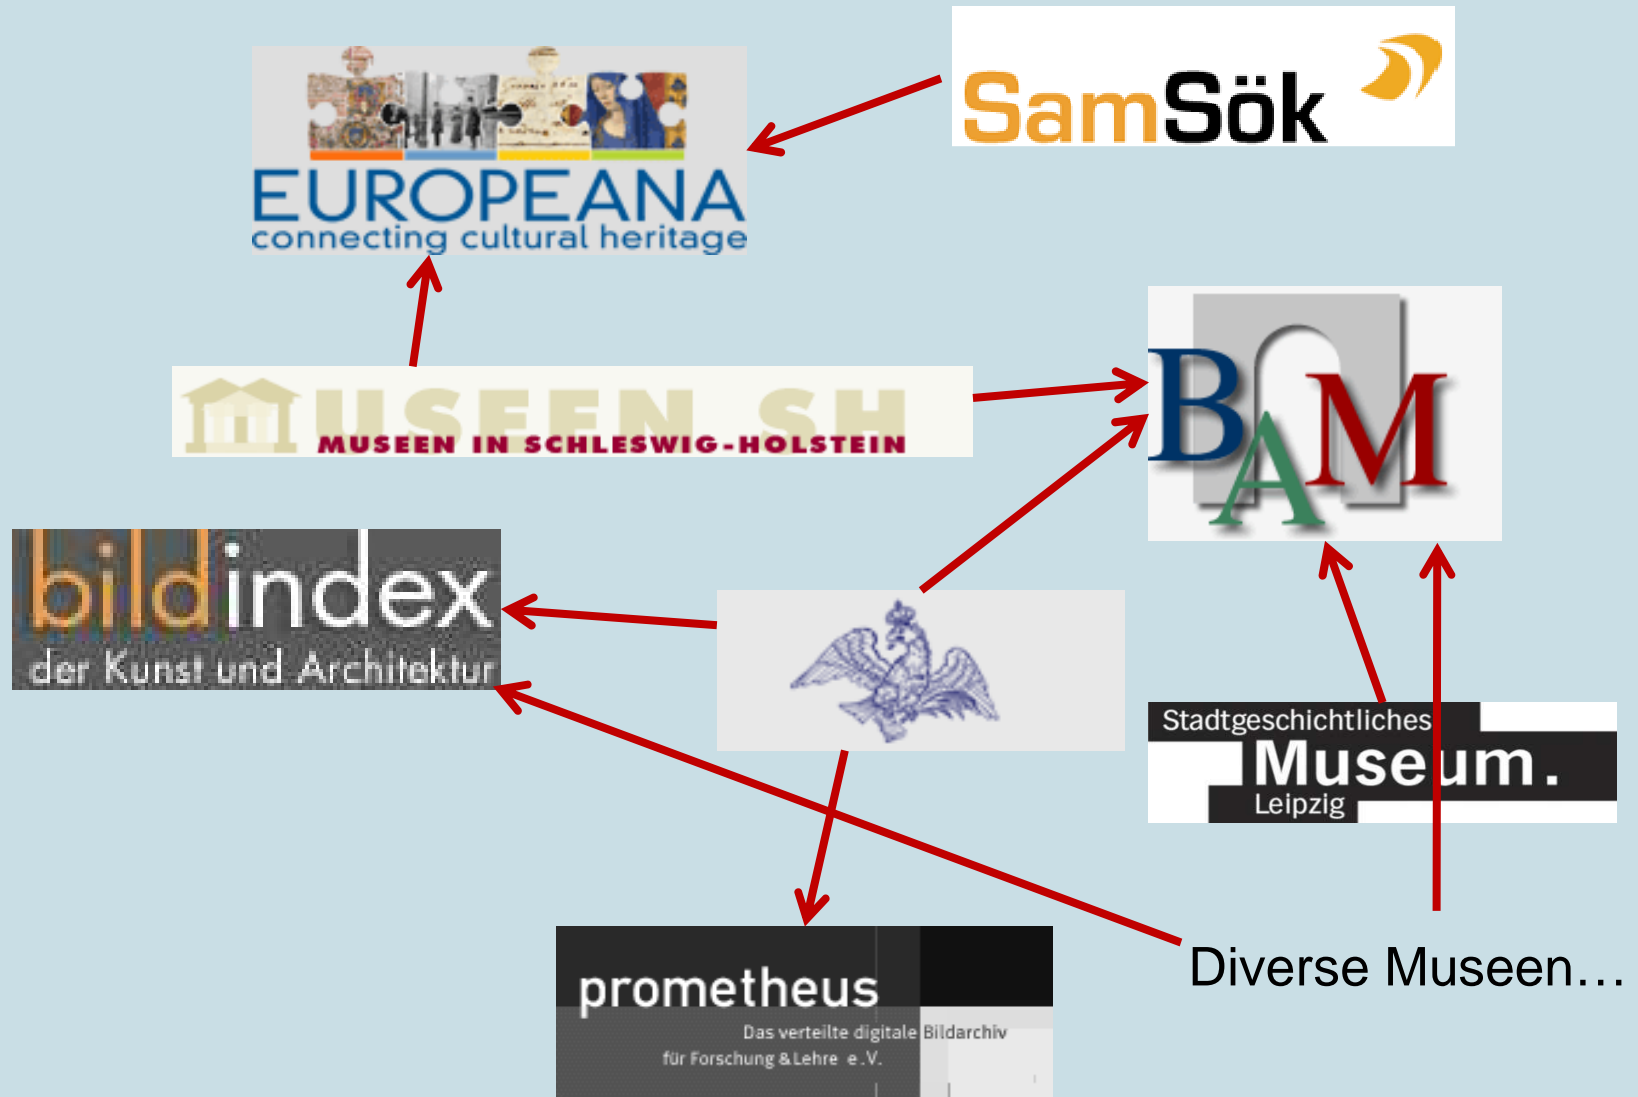 SamSök
EUROPEANA
connecting cultural heritage
BAM
MUSEEN SH
MUSEEN IN SCHLESWIG-HOLSTEIN
bildindex
der Kunst und Architektur
Stadtgeschichtliches
Museum.
Leipzig
Diverse Museen…
prometheus
Das verteilte digitale Bildarchiv
für Forschung & Lehre e.V.